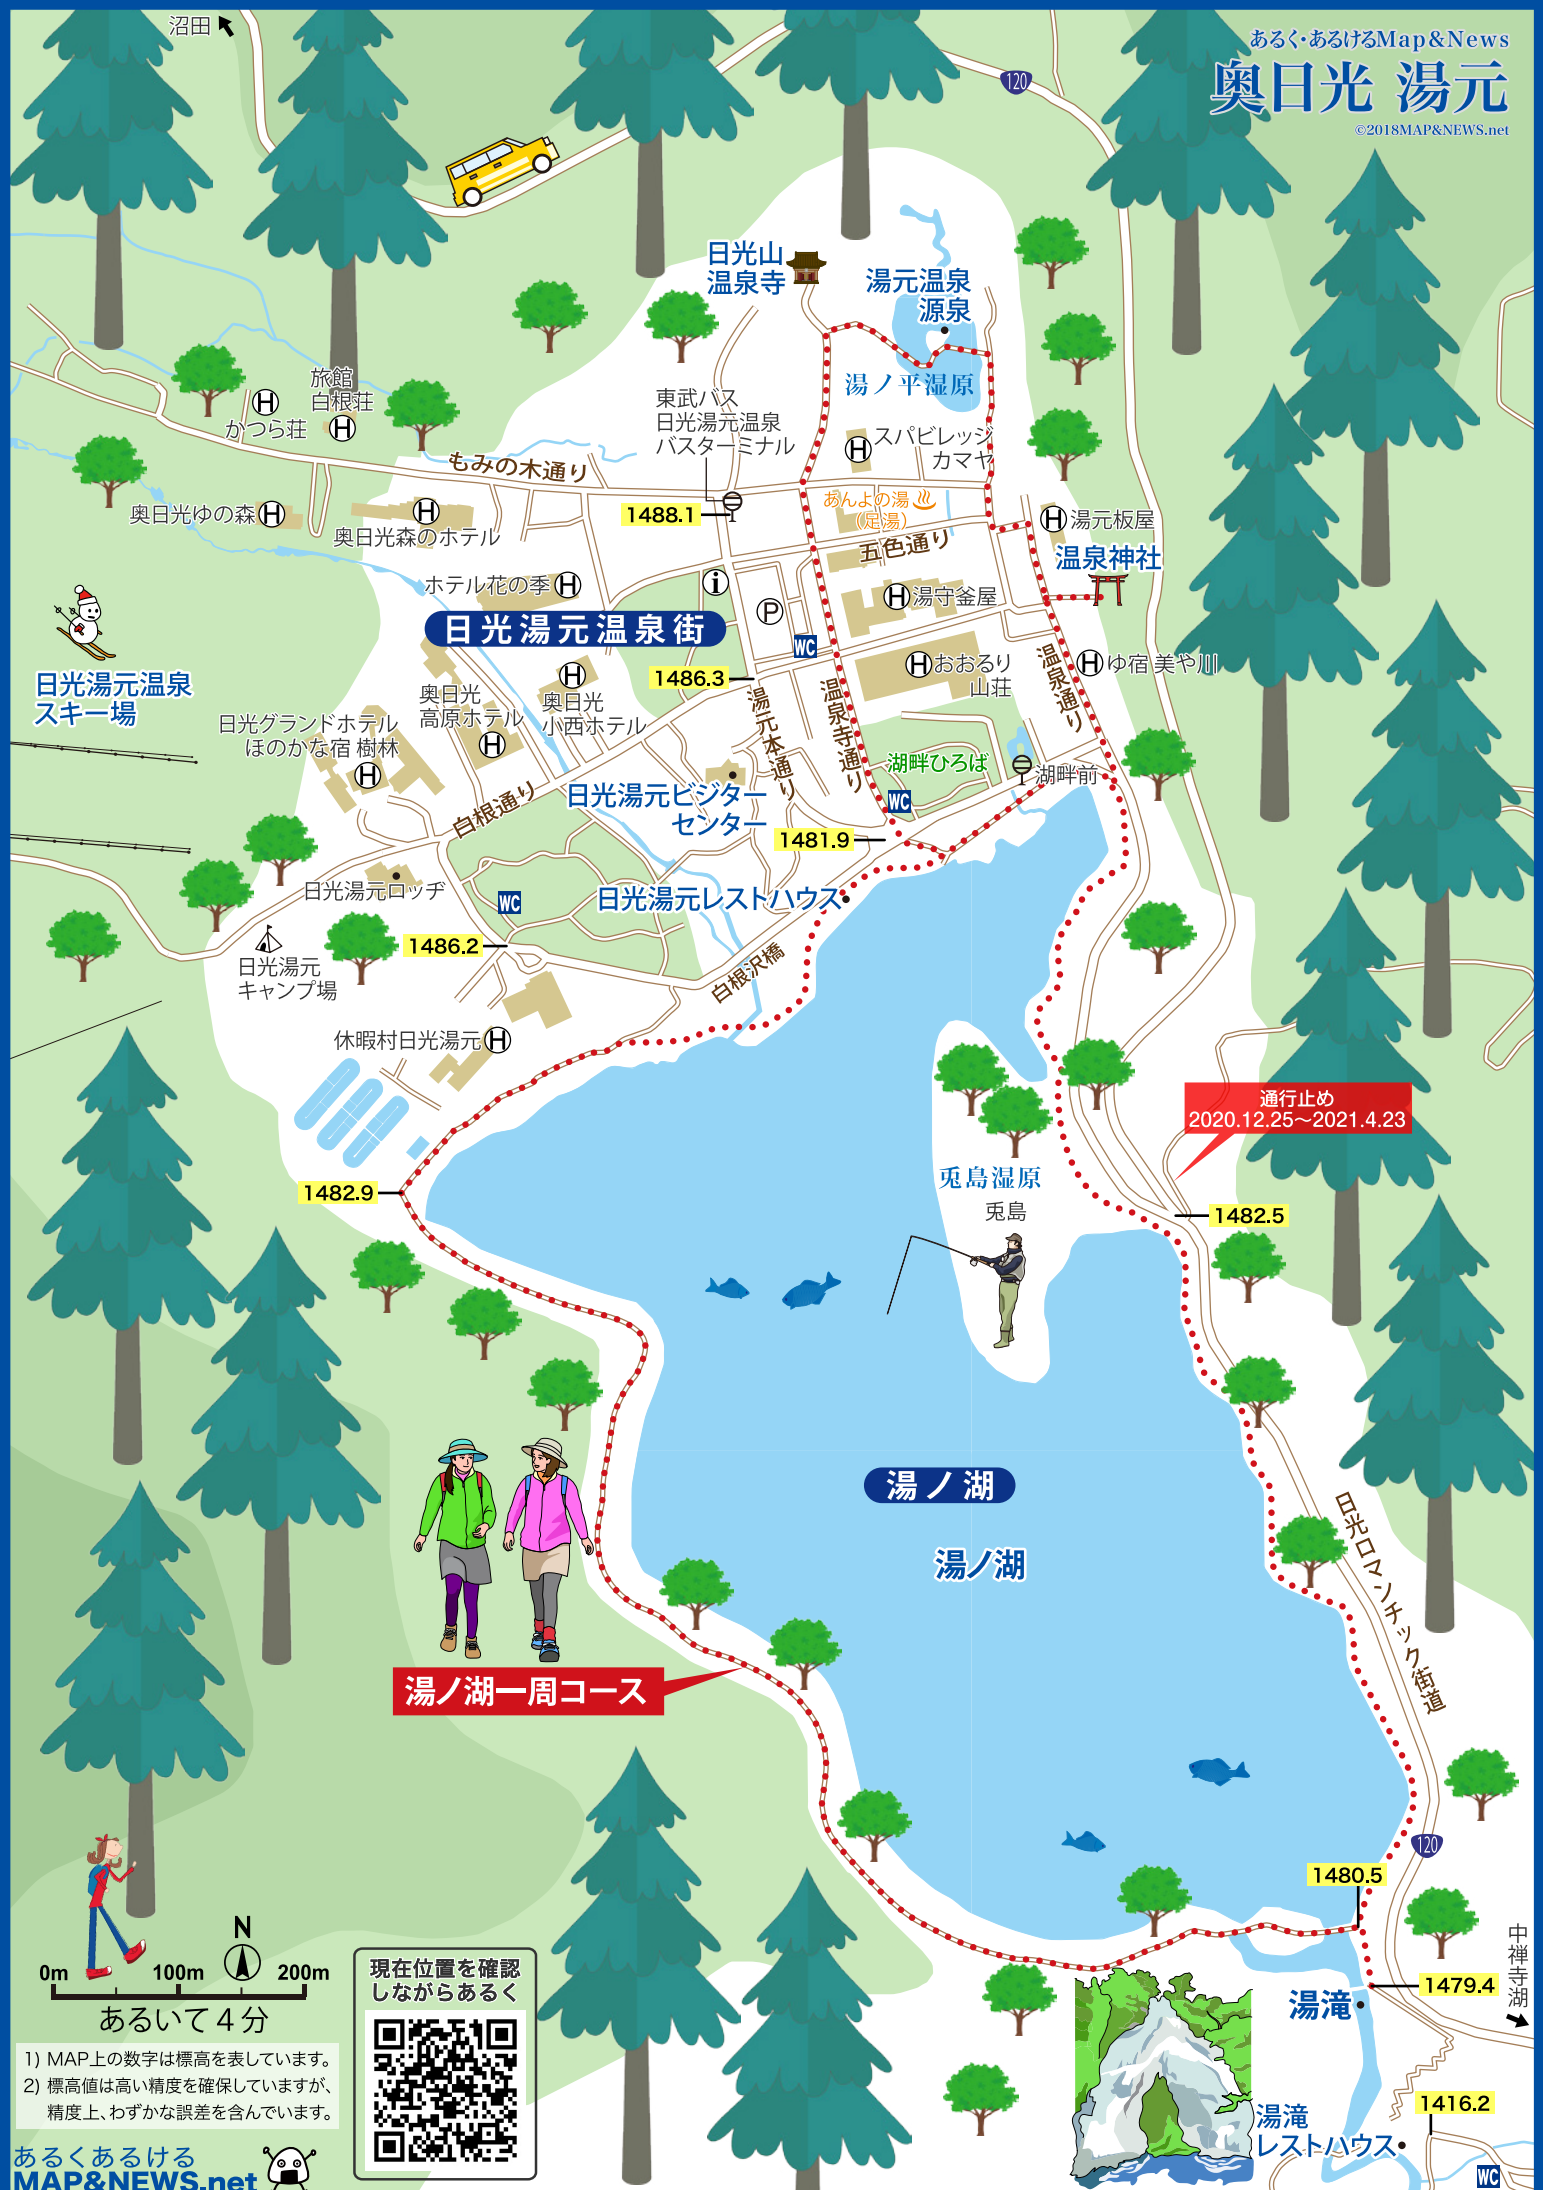 沼田
120
あるく・あるけるMap&News
奥日光 湯元
©2018MAP&NEWS.net
日光山
温泉寺
湯元温泉
源泉
湯ノ平湿原
旅館
白根荘
かつら荘
東武バス
日光湯元温泉
バスターミナル
スパビレッジ
カマヤ
もみの木通り
奥日光ゆの森
奥日光森のホテル
1488.1
あんよの湯
(足湯)
湯元板屋
五色通り
温泉神社
ホテル花の季
湯守釜屋
日光湯元温泉街
WC
1486.3
おおるり
山荘
温泉通り
ゆ宿 美や川
日光湯元温泉
スキー場
奥日光
高原ホテル
奥日光
小西ホテル
湯元本通り
温泉寺通り
日光グランドホテル
ほのかな宿 樹林
湖畔ひろば
湖畔前
白根通り
日光湯元ビジター
センター
WC
1481.9
日光湯元ロッヂ
WC
日光湯元レストハウス
1486.2
日光湯元
キャンプ場
白根沢橋
休暇村日光湯元
通行止め
2020.12.25〜2021.4.23
1482.9
兎島湿原
兎島
1482.5
湯ノ湖
湯ノ湖
日光ロマンチック街道
湯ノ湖一周コース
120
1480.5
中禅寺湖
1479.4
湯滝
1416.2
湯滝
レストハウス
WC
N
0m 100m 200m
あるいて4分
現在位置を確認
しながらあるく
1) MAP上の数字は標高を表しています。
2) 標高値は高い精度を確保していますが、
精度上、わずかな誤差を含んでいます。
あるくあるける
MAP&NEWS.net